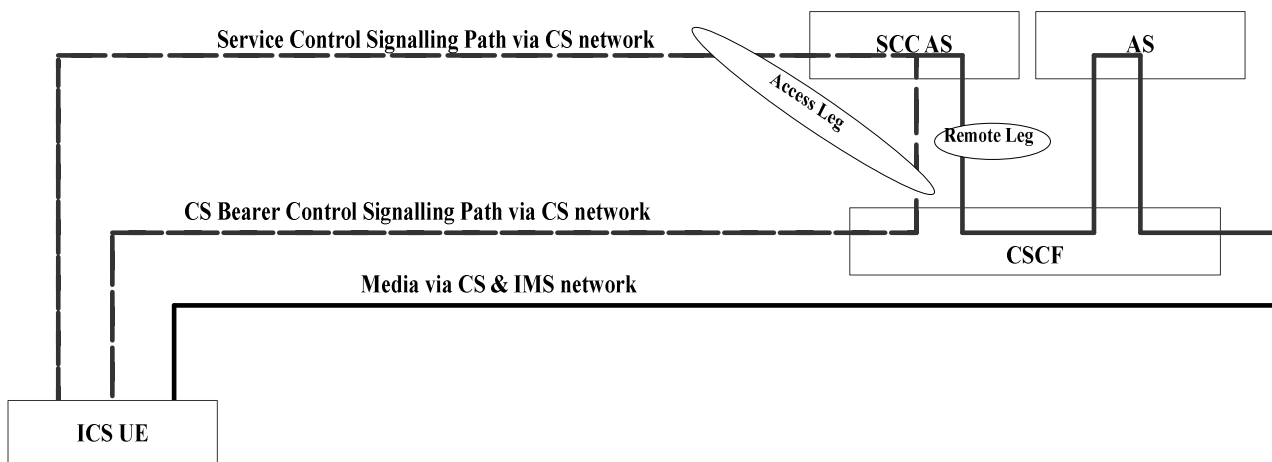 Service Control Signalling Path via CS network
SCC AS
AS
Access Leg
Remote Leg
CS Bearer Control Signalling Path via CS network
CSCF
Media via CS & IMS network
ICS UE